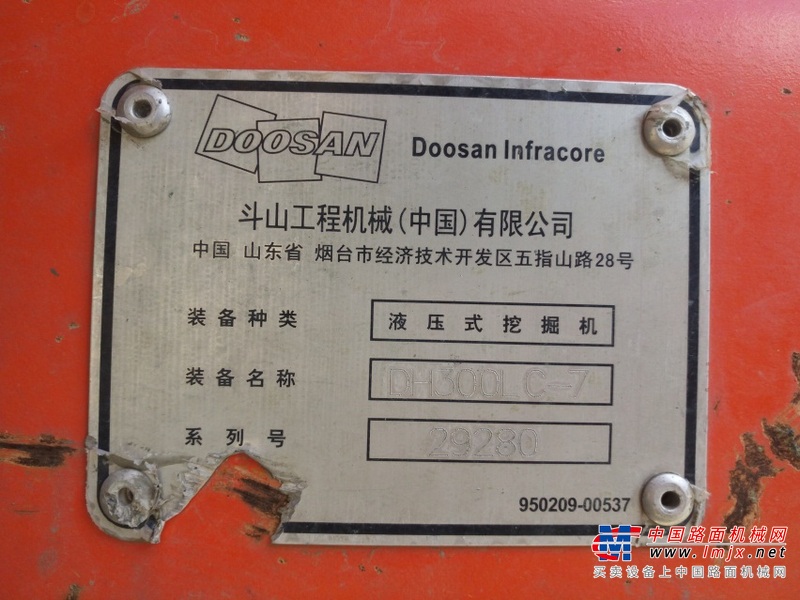 DOOSAN Doosan Infracore
斗山工程机械(中国)有限公司
中国 山东省 烟台市经济技术开发区五指山路28号
装备种类 液压式挖掘机
装备名称 DH300LC-7
系列号 29280
950209-00537
中国路面机械网
www.lmjx.net
买卖设备上中国路面机械网